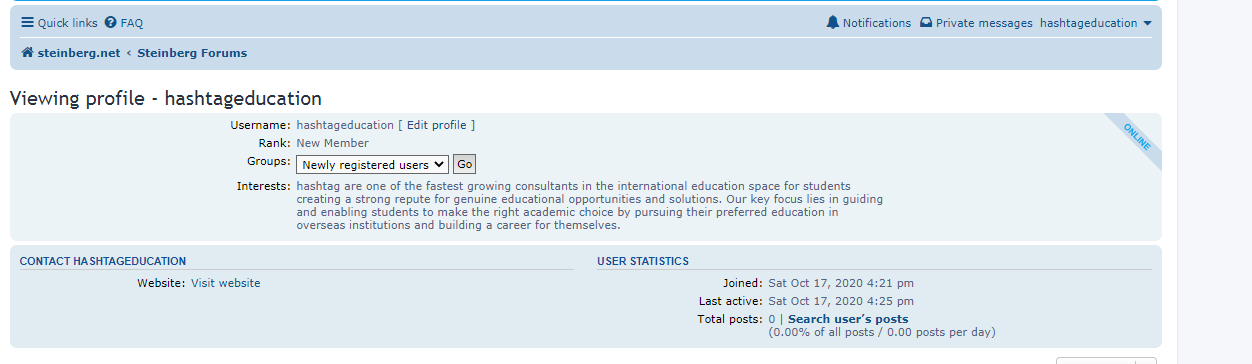 Quick links FAQ Notifications Private messages hashtageducation
steinberg.net ‹ Steinberg Forums
Viewing profile - hashtageducation
Username: hashtageducation [ Edit profile ]
Rank: New Member
Groups: Newly registered users Go
Interests: hashtag are one of the fastest growing consultants in the international education space for students
creating a strong repute for genuine educational opportunities and solutions. Our key focus lies in guiding
and enabling students to make the right academic choice by pursuing their preferred education in
overseas institutions and building a career for themselves.
ONLINE
CONTACT HASHTAGEDUCATION
Website: Visit website
USER STATISTICS
Joined: Sat Oct 17, 2020 4:21 pm
Last active: Sat Oct 17, 2020 4:25 pm
Total posts: 0 | Search user’s posts
(0.00% of all posts / 0.00 posts per day)